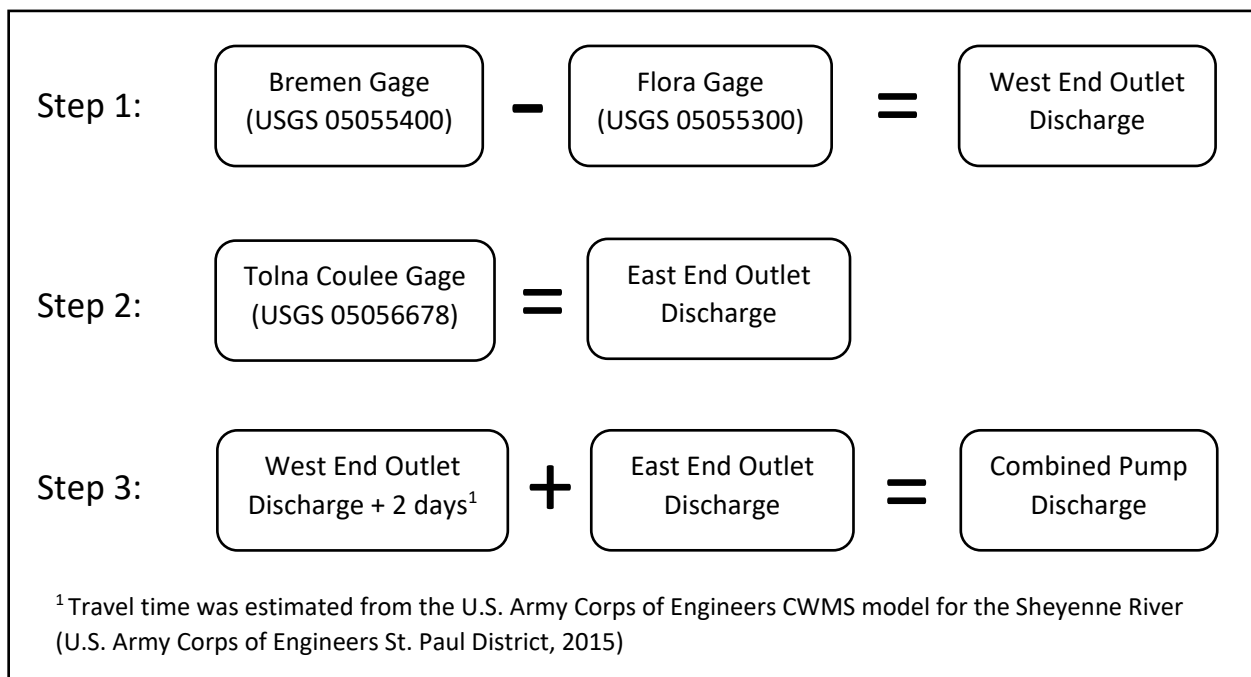 Step 1:
Bremen Gage
(USGS 05055400)
-
Flora Gage
(USGS 05055300)
=
West End Outlet
Discharge
Step 2:
Tolna Coulee Gage
(USGS 05056678)
=
East End Outlet
Discharge
Step 3:
West End Outlet
Discharge + 2 days¹
+
East End Outlet
Discharge
=
Combined Pump
Discharge
¹ Travel time was estimated from the U.S. Army Corps of Engineers CWMS model for the Sheyenne River
(U.S. Army Corps of Engineers St. Paul District, 2015)